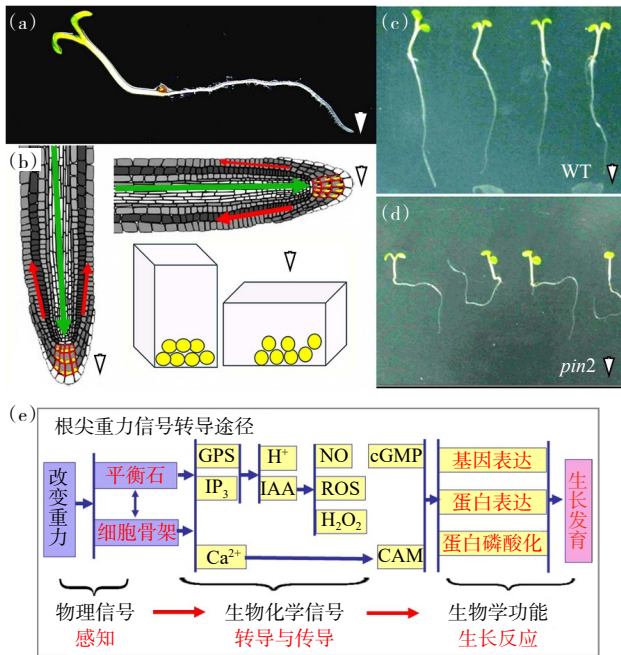 (a)
(c)
WT
(b)
(d)
pin2
(e)
根尖重力信号转导途径
改变重力
平衡石
细胞骨架
GPS
IP₃
Ca²⁺
H⁺
IAA
NO
ROS
H₂O₂
cGMP
CAM
基因表达
蛋白表达
蛋白磷酸化
生长发育
物理信号
生物化学信号
生物学功能
感知
转导与传导
生长反应